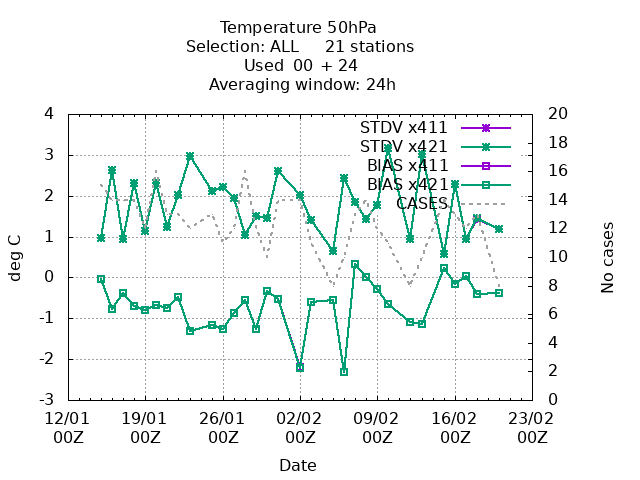 Temperature 50hPa
Selection: ALL 21 stations
Used 00 + 24
Averaging window: 24h
4 20
STDV x411
18
STDV x421
3
16
BIAS x411
BIAS x421
2 14
CASES
12
1
deg C
No cases
0 10
8
-1
6
4
-2
2
-3 0
12/01 19/01 26/01 02/02 09/02 16/02 23/02
00Z 00Z 00Z 00Z 00Z 00Z 00Z
Date